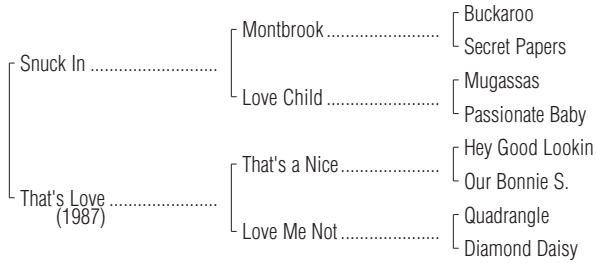 Buckaroo
Montbrook ........................
Secret Papers
Snuck In ...........................
Mugassas
Love Child ........................
Passionate Baby
Hey Good Lookin
That's a Nice .....................
Our Bonnie S.
That's Love .......................
(1987)
Quadrangle
Love Me Not .....................
Diamond Daisy